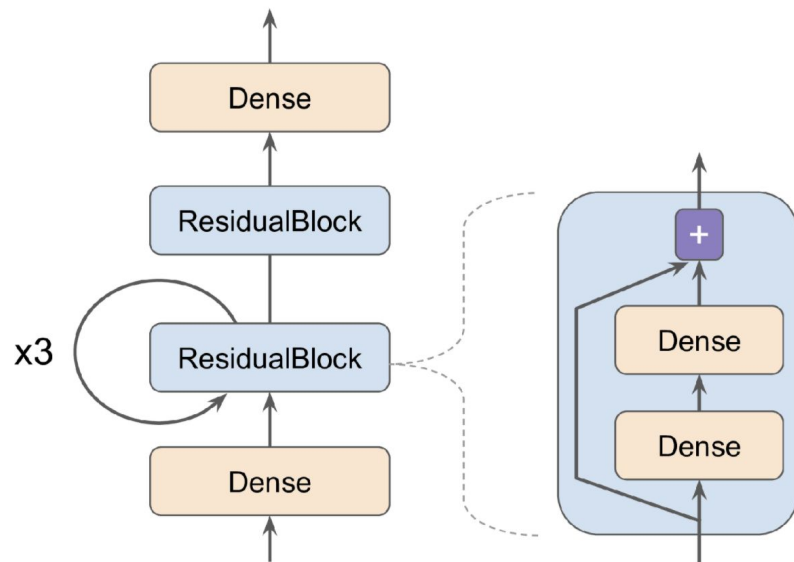 Dense
ResidualBlock
x3
ResidualBlock
Dense
+
Dense
Dense